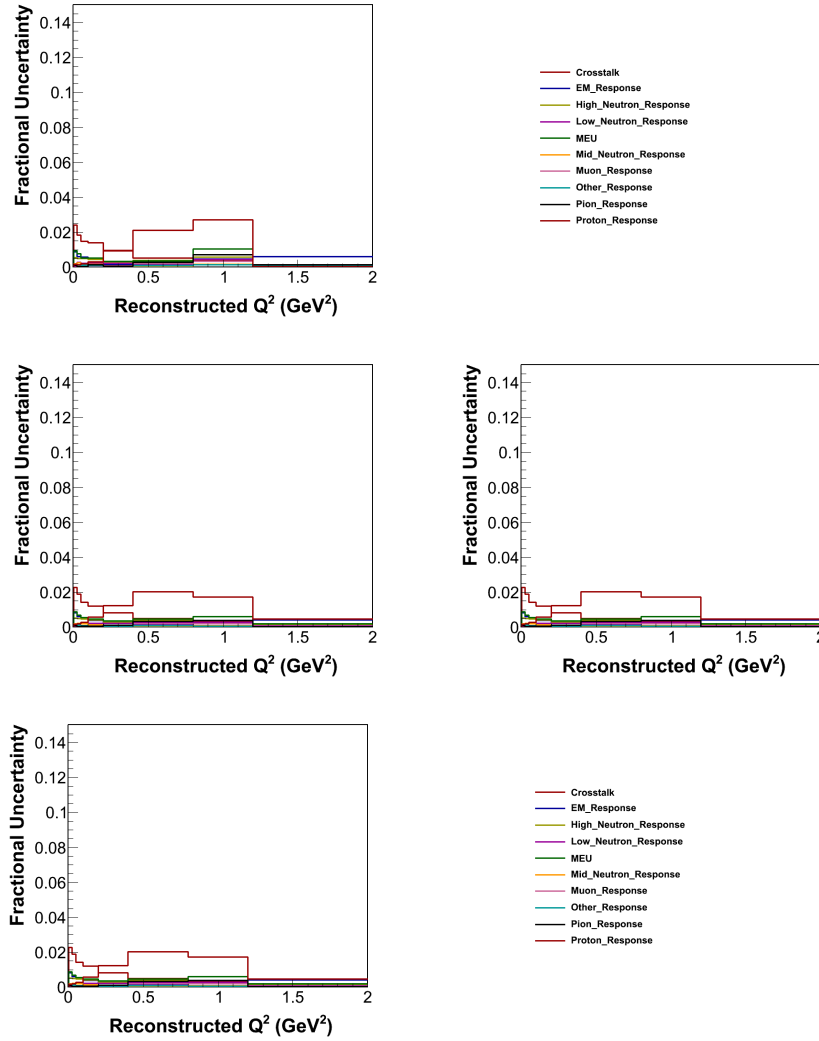 Fractional Uncertainty
0.14
0.12
0.1
0.08
0.06
0.04
0.02
0
0 0.5 1 1.5 2
Reconstructed Q² (GeV²)
Crosstalk
EM_Response
High_Neutron_Response
Low_Neutron_Response
MEU
Mid_Neutron_Response
Muon_Response
Other_Response
Pion_Response
Proton_Response
Fractional Uncertainty
0.14
0.12
0.1
0.08
0.06
0.04
0.02
0
0 0.5 1 1.5 2
Reconstructed Q² (GeV²)
Fractional Uncertainty
0.14
0.12
0.1
0.08
0.06
0.04
0.02
0
0 0.5 1 1.5 2
Reconstructed Q² (GeV²)
Fractional Uncertainty
0.14
0.12
0.1
0.08
0.06
0.04
0.02
0
0 0.5 1 1.5 2
Reconstructed Q² (GeV²)
Crosstalk
EM_Response
High_Neutron_Response
Low_Neutron_Response
MEU
Mid_Neutron_Response
Muon_Response
Other_Response
Pion_Response
Proton_Response